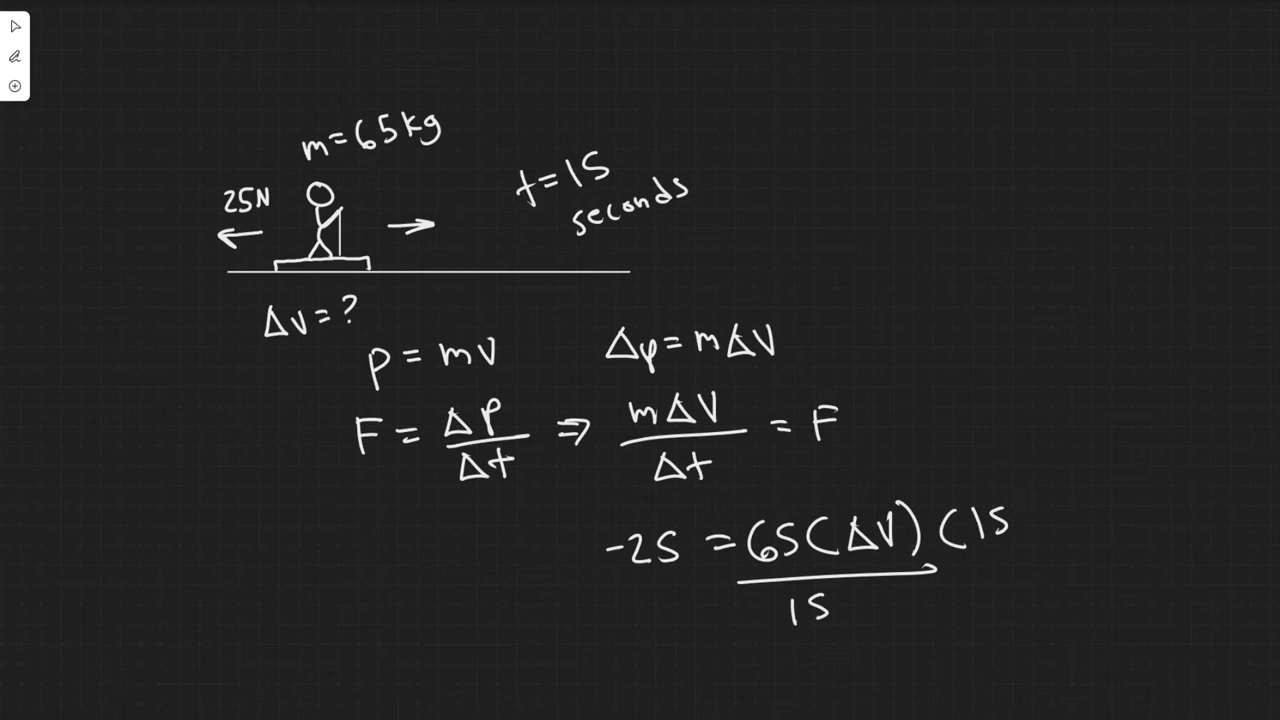 m=65kg
25N
t=15
seconds
Δv=?
p=mv
Δp=mΔV
F=Δp/Δt ⇒ mΔV/Δt = F
-25 = 65(ΔV)/15 (15